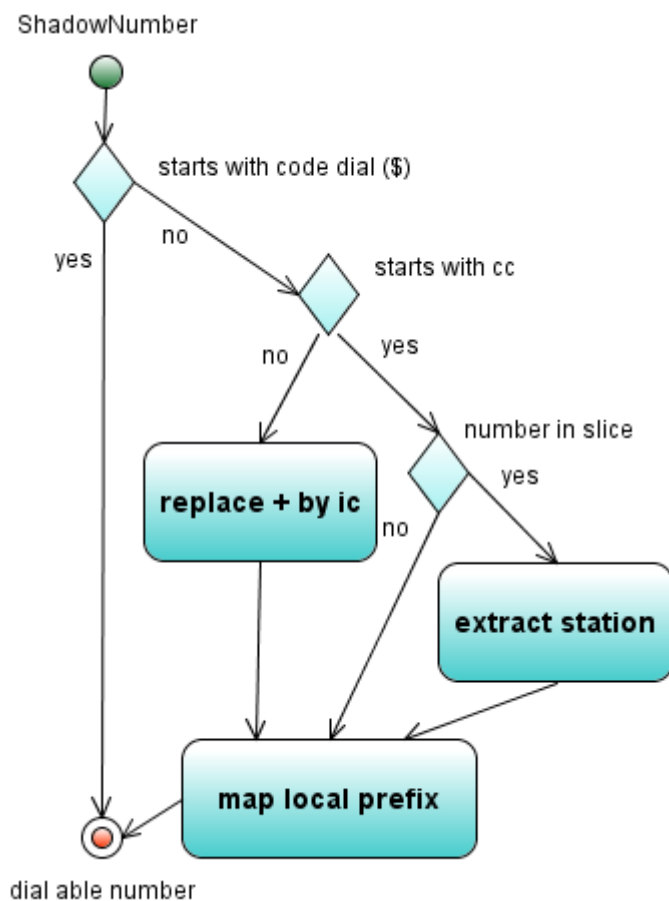 ShadowNumber
starts with code dial ($)
no
yes
starts with cc
no
yes
number in slice
yes
replace + by ic
no
extract station
map local prefix
dial able number